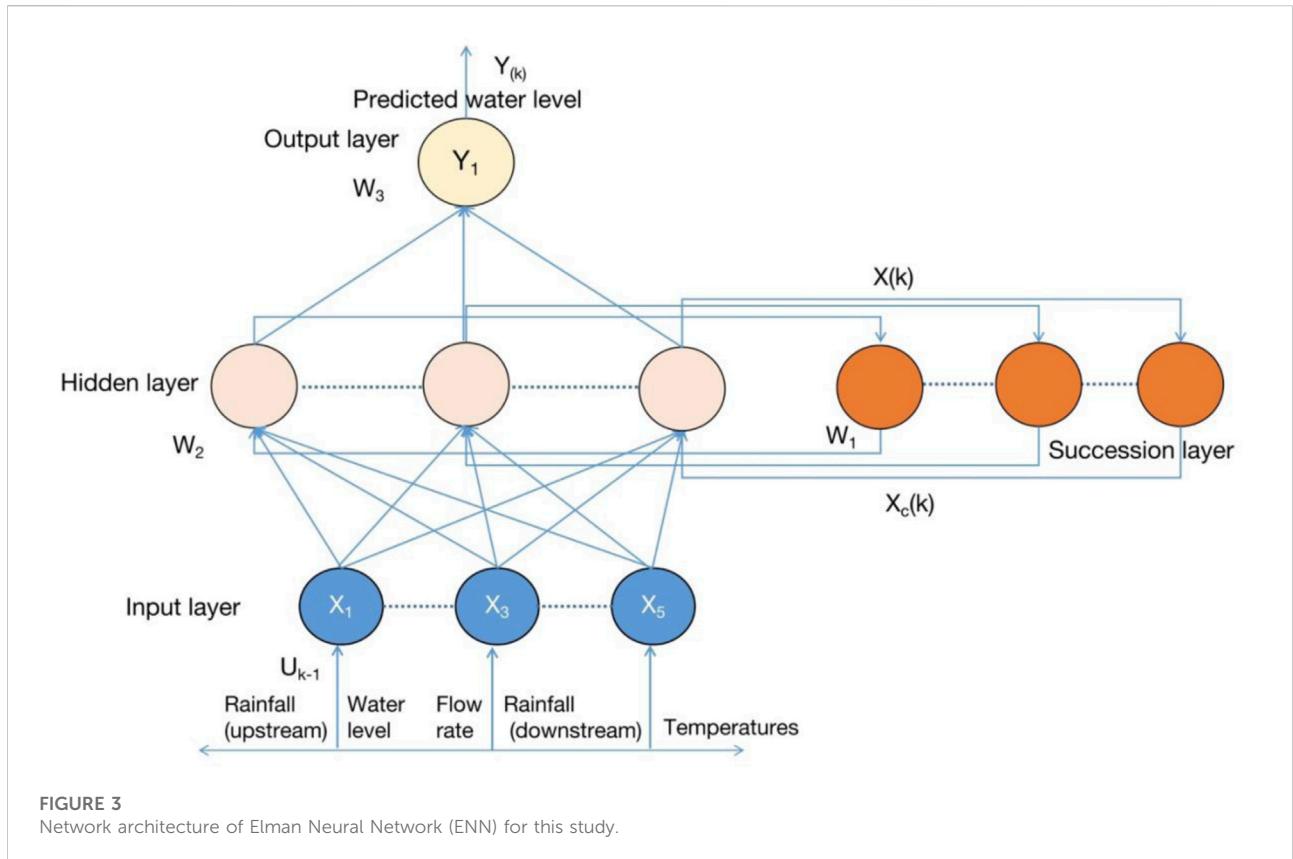 Y(k)
Predicted water level
Output layer
Y1
W3
X(k)
Hidden layer
W2
W1
Succession layer
Xc(k)
Input layer
X1
X3
X5
Uk-1
Rainfall
(upstream)
Water
level
Flow
rate
Rainfall
(downstream)
Temperatures
FIGURE 3
Network architecture of Elman Neural Network (ENN) for this study.